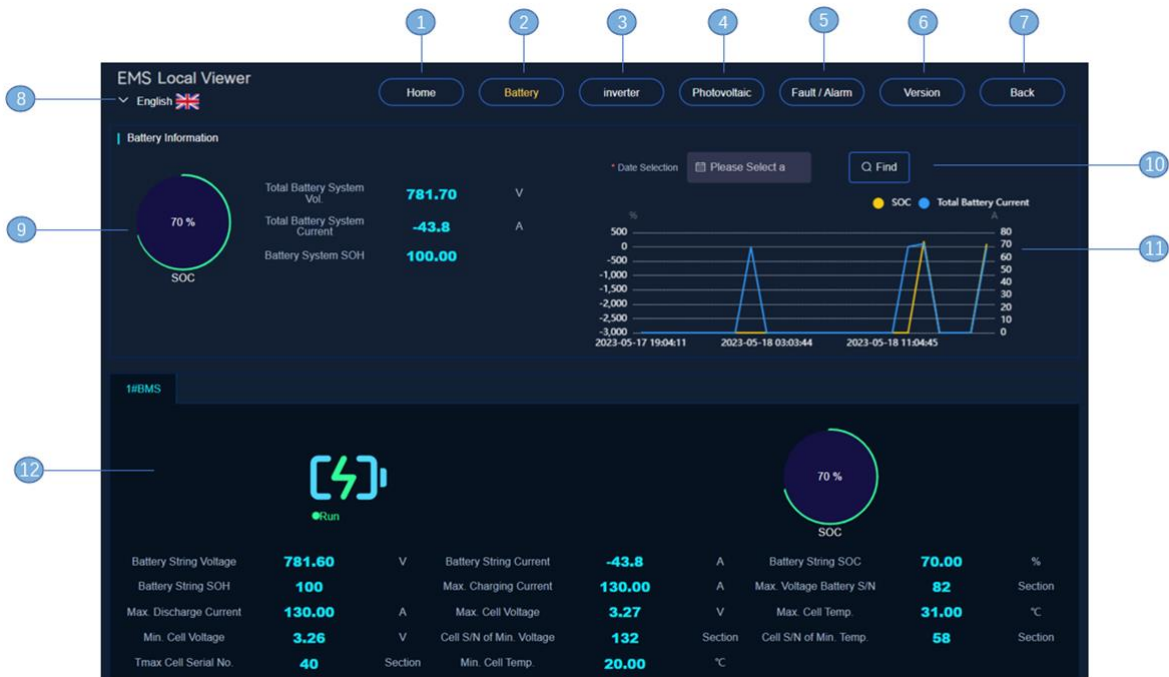 1 2 3 4 5 6 7
EMS Local Viewer
8 English Home Battery inverter Photovoltaic Fault / Alarm Version Back
Battery Information
* Date Selection Please Select a Find 10
SOC Total Battery Current
9 70 %
SOC
Total Battery System
Vol. 781.70 V
Total Battery System
Current -43.8 A
Battery System SOH 100.00
% A
500 80
0 70
-500 60
-1,000 50
-1,500 40
-2,000 30
-2,500 20
-3,000 10
0
11
2023-05-17 19:04:11 2023-05-18 03:03:44 2023-05-18 11:04:45
1#BMS
12
Run
70 %
SOC
Battery String Voltage 781.60 V Battery String Current -43.8 A Battery String SOC 70.00 %
Battery String SOH 100 Max. Charging Current 130.00 A Max. Voltage Battery S/N 82 Section
Max. Discharge Current 130.00 A Max. Cell Voltage 3.27 V Max. Cell Temp. 31.00 ℃
Min. Cell Voltage 3.26 V Cell S/N of Min. Voltage 132 Section Cell S/N of Min. Temp. 58 Section
Tmax Cell Serial No. 40 Section Min. Cell Temp. 20.00 ℃